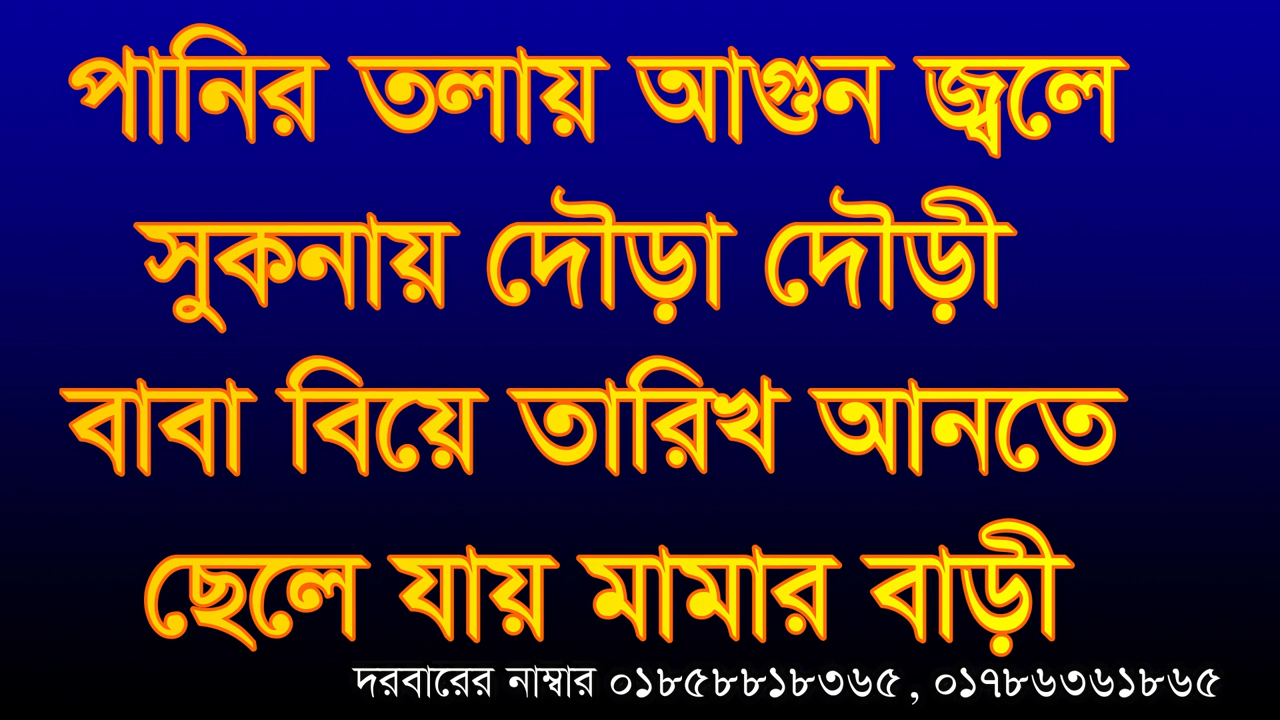 পানির তলায় আগুন জ্বলে
সুকনায় দৌড়া দৌড়ী
বাবা বিয়ে তারিখ আনতে
ছেলে যায় মামার বাড়ী
দরবারের নাম্বার ০১৮৫৮৮১৮৩৬৫, ০১৭৮৬৩৬১৮৬৫